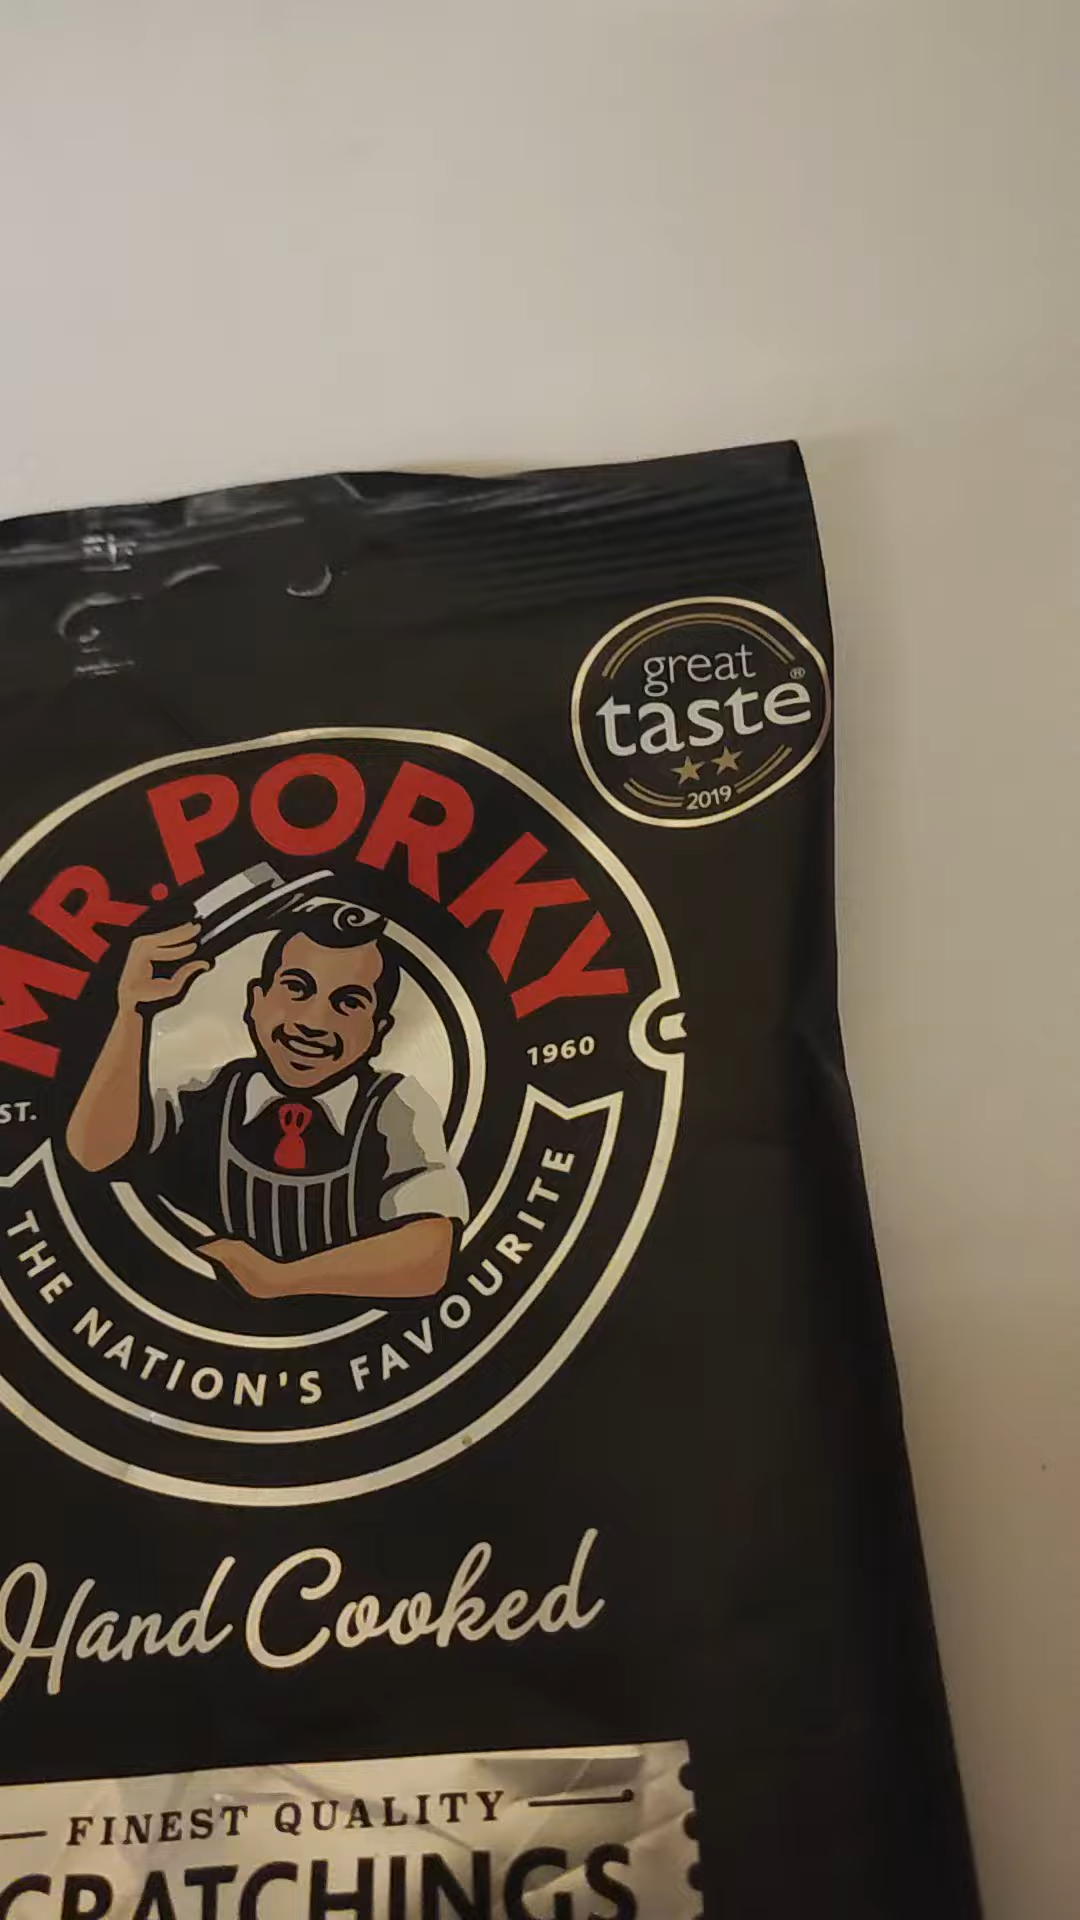 great
taste®
2019
MR. PORKY
ST. 1960
THE NATION'S FAVOURITE
Hand Cooked
FINEST QUALITY
CRATCHINGS